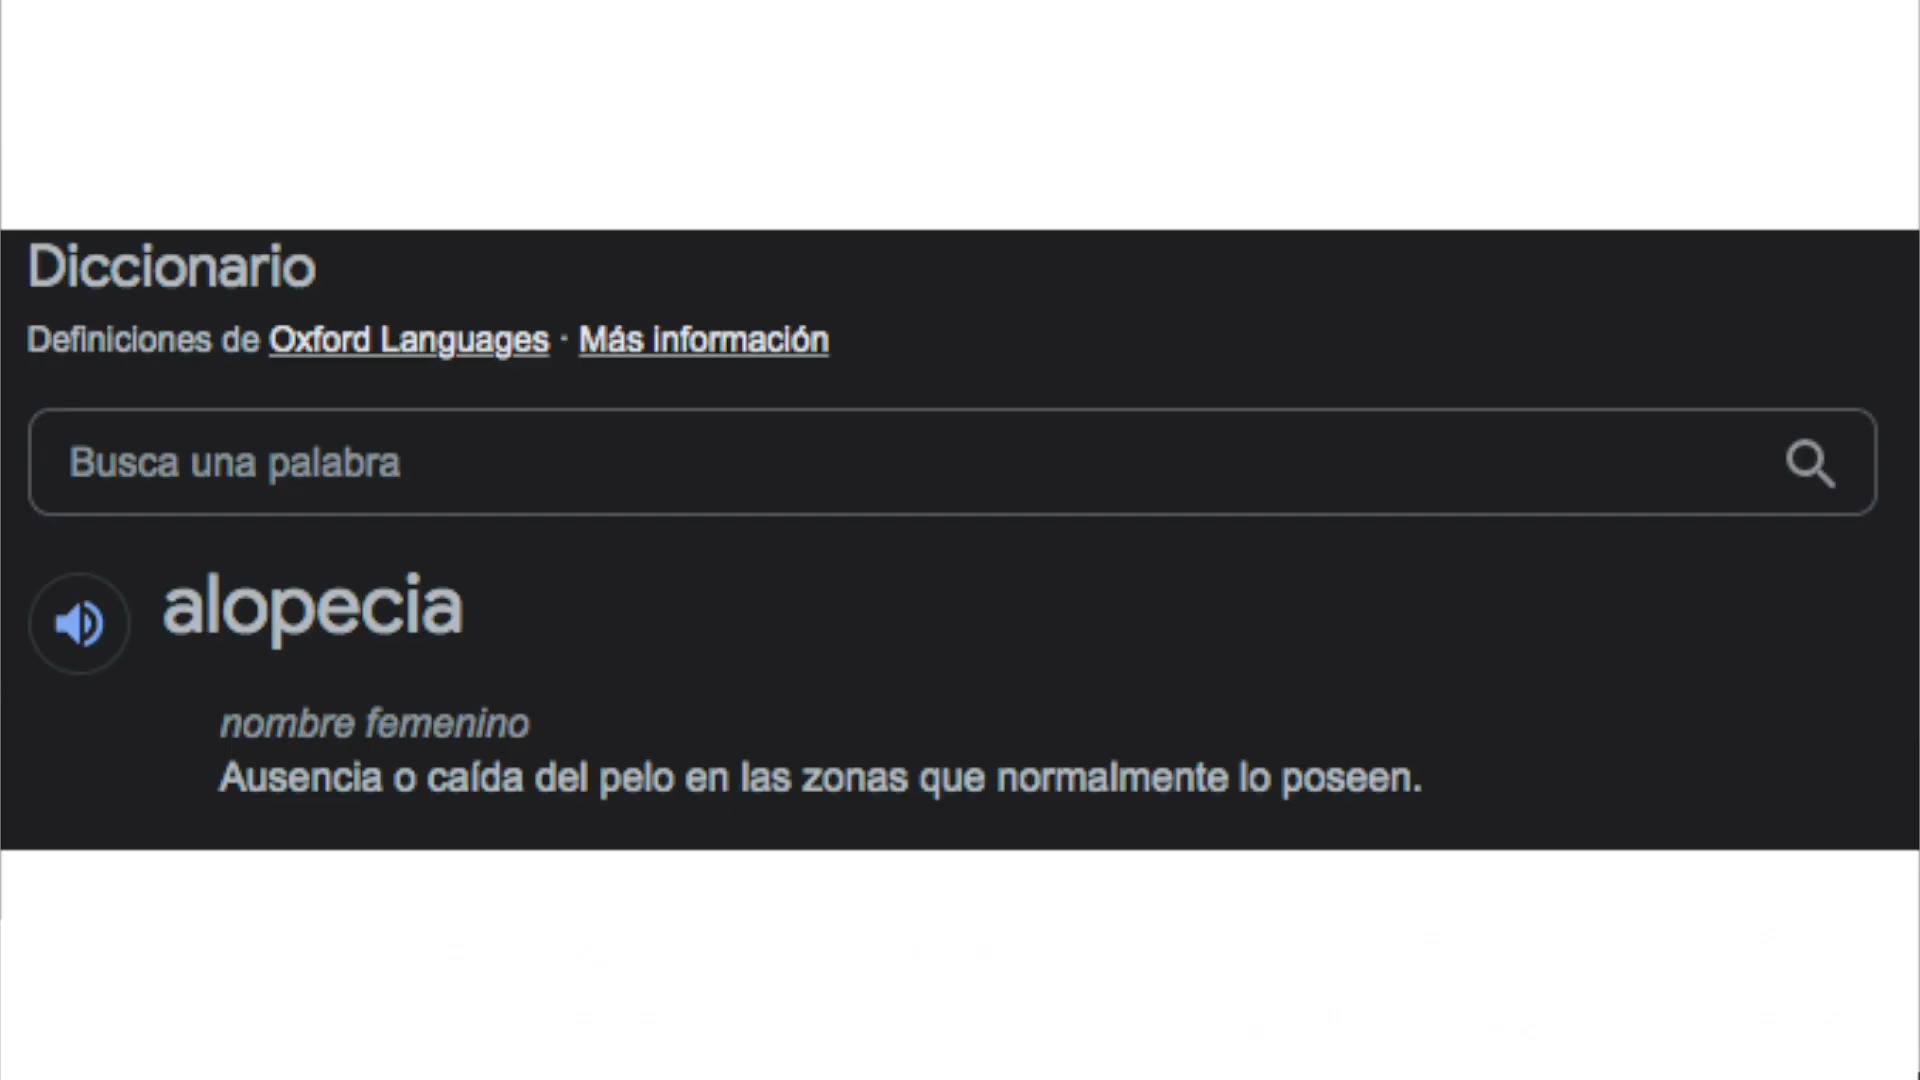 Diccionario
Definiciones de Oxford Languages · Más información
Busca una palabra
alopecia
nombre femenino
Ausencia o caída del pelo en las zonas que normalmente lo poseen.